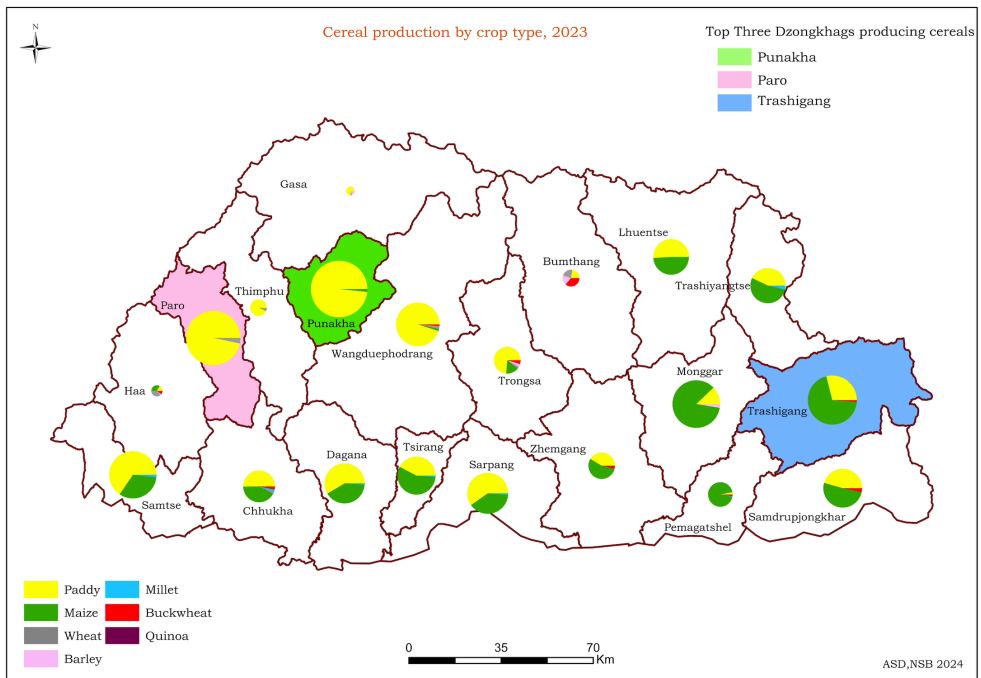 N
Cereal production by crop type, 2023
Top Three Dzongkhags producing cereals
Punakha
Paro
Trashigang
Gasa
Lhuentse
Bumthang
Trashiyangtse
Thimphu
Paro
Punakha
Wangduephodrang
Trongsa
Monggar
Haa
Trashigang
Tsirang
Zhemgang
Dagana
Sarpang
Samtse
Chhukha
Pemagatshel
Samdrupjongkhar
Paddy
Maize
Wheat
Barley
Millet
Buckwheat
Quinoa
0 35 70
Km
ASD,NSB 2024